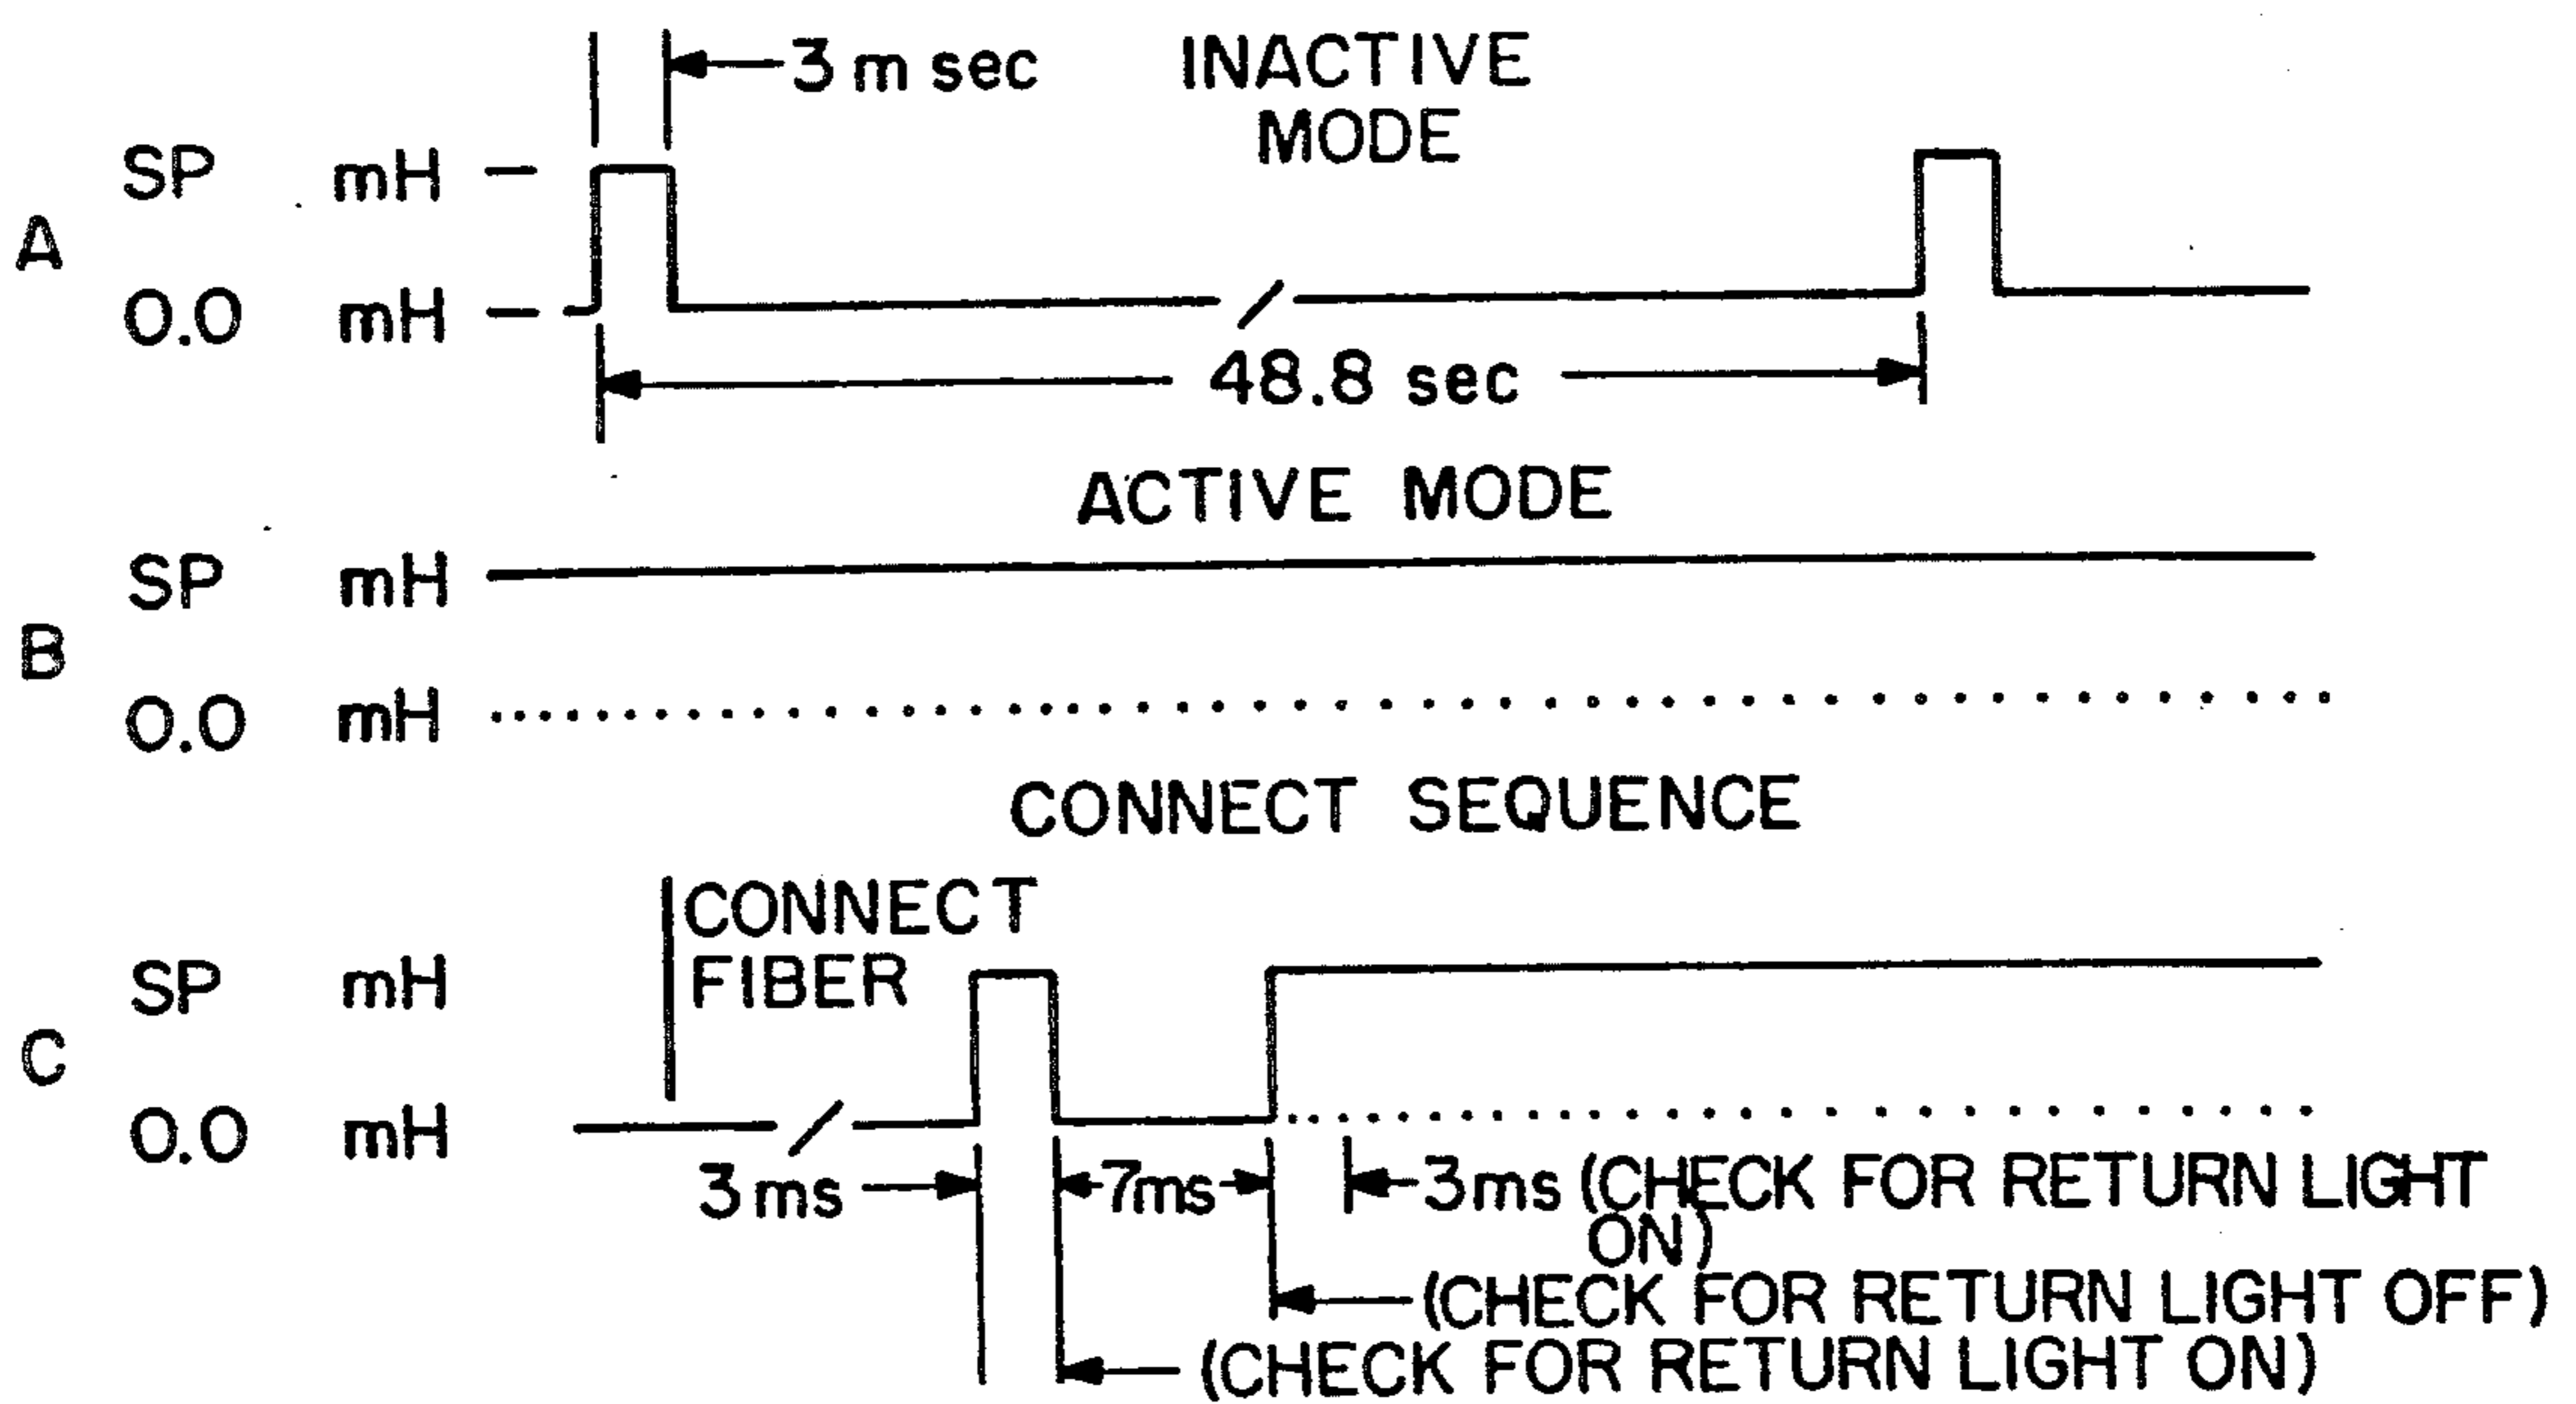 3 m sec
INACTIVE
MODE
A
SP mH
0.0 mH
48.8 sec
ACTIVE MODE
B
SP mH
0.0 mH
CONNECT SEQUENCE
CONNECT
FIBER
C
SP mH
0.0 mH
3ms
7ms
3ms (CHECK FOR RETURN LIGHT
ON)
(CHECK FOR RETURN LIGHT OFF)
(CHECK FOR RETURN LIGHT ON)